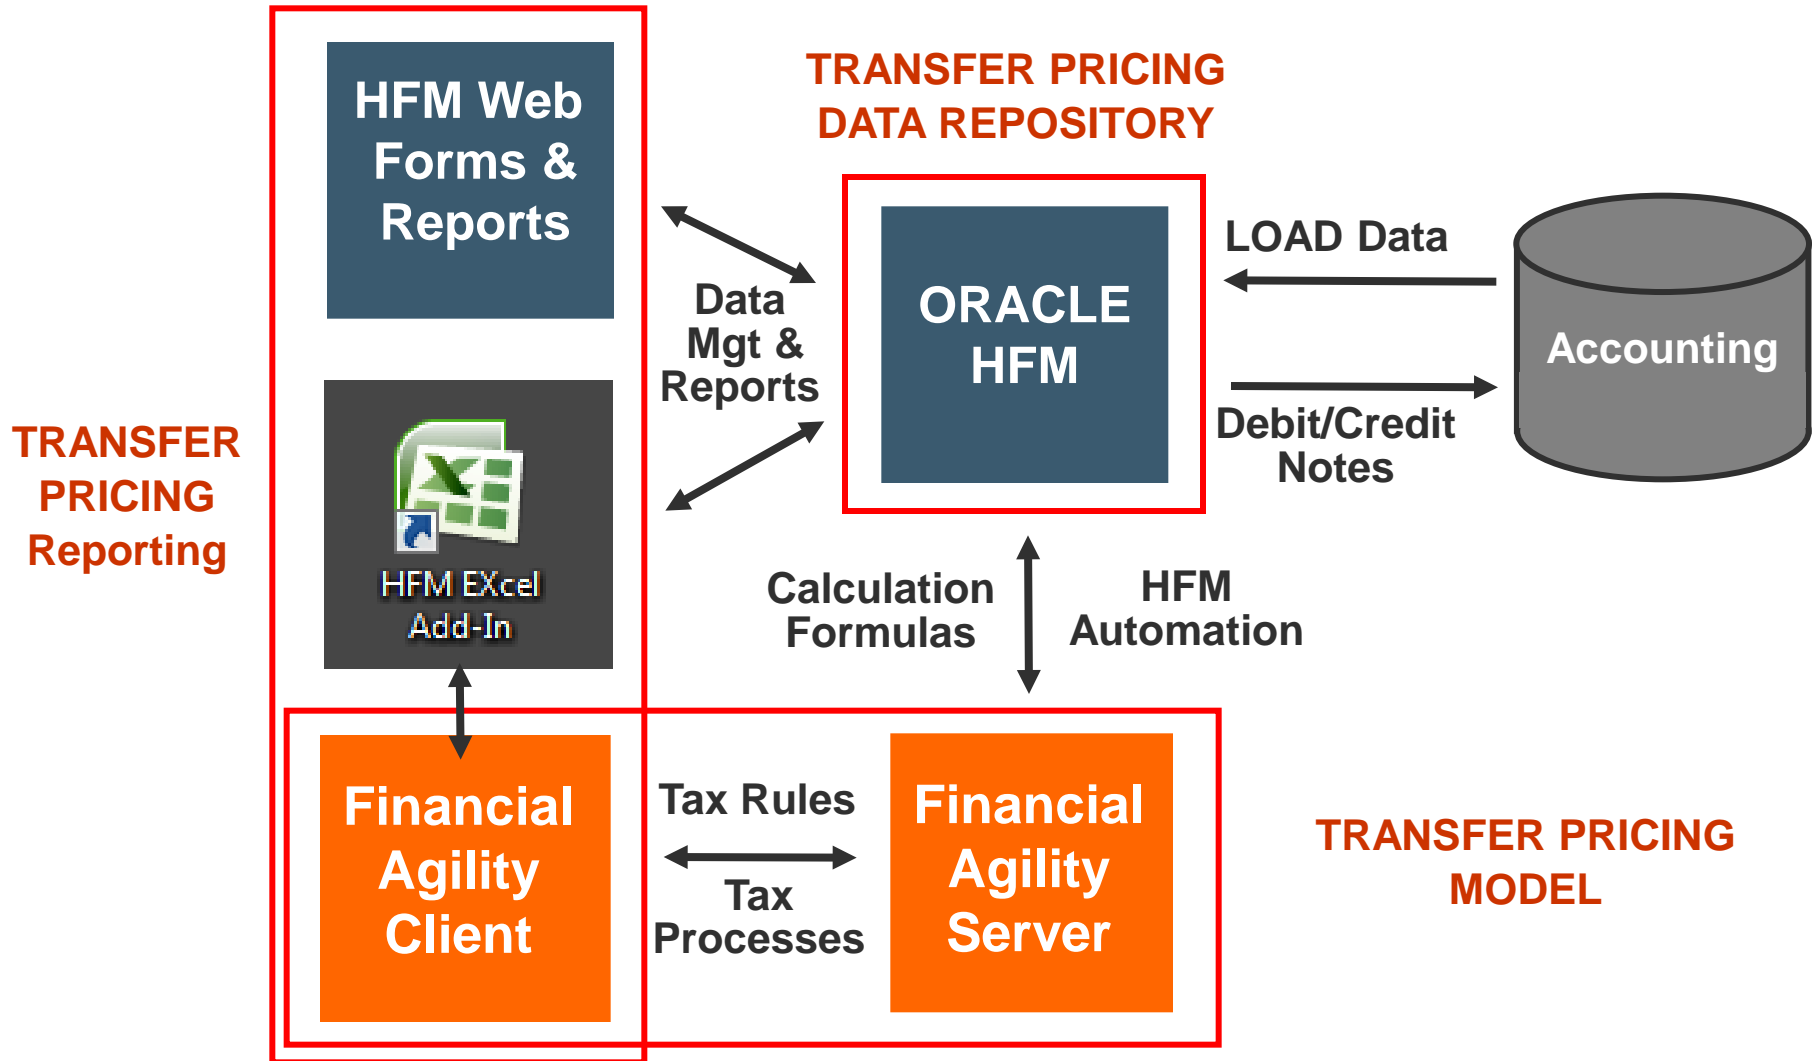 HFM Web
Forms &
Reports
TRANSFER PRICING
DATA REPOSITORY
ORACLE
HFM
LOAD Data
Accounting
Debit/Credit
Notes
Data
Mgt &
Reports
TRANSFER
PRICING
Reporting
HFM EXcel
Add-In
Calculation
Formulas
HFM
Automation
Financial
Agility
Client
Tax Rules
Tax
Processes
Financial
Agility
Server
TRANSFER PRICING
MODEL